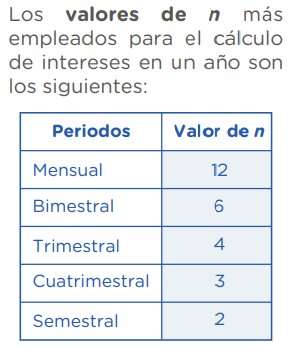 Los valores de n más
empleados para el cálculo
de intereses en un año son
los siguientes:
Periodos Valor de n
Mensual 12
Bimestral 6
Trimestral 4
Cuatrimestral 3
Semestral 2